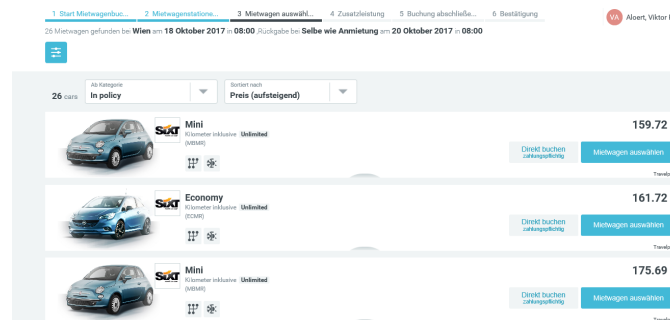 1 Start Mietwagenbuc... 2 Mietwagenstatione... 3 Mietwagen auswähl... 4 Zusatzleistung 5 Buchung abschließe... 6 Bestätigung
VA Aloert, Viktor
26 Mietwagen gefunden bei Wien am 18 Oktober 2017 in 08:00 ,Rückgabe bei Selbe wie Anmietung am 20 Oktober 2017 in 08:00
26 cars
Ab Kategorie
In policy
Sortiert nach
Preis (aufsteigend)
Sixt
Mini
Kilometer inklusive Unlimited
(MBMR)
159.72
Direkt buchen
zahlungspflichtig
Mietwagen auswählen
Sixt
Economy
Kilometer inklusive Unlimited
(ECMR)
161.72
Direkt buchen
zahlungspflichtig
Mietwagen auswählen
Sixt
Mini
Kilometer inklusive Unlimited
(MBMR)
175.69
Direkt buchen
zahlungspflichtig
Mietwagen auswählen